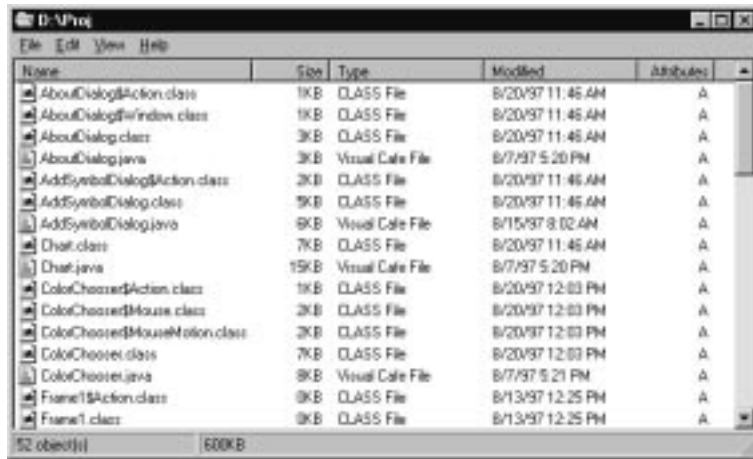 D:\Proj
File Edit View Help
Name Size Type Modified Attributes
AboutDialog$Action.class 1KB CLASS File 8/20/97 11:46 AM A
AboutDialog$Window.class 1KB CLASS File 8/20/97 11:46 AM A
AboutDialog.class 3KB CLASS File 8/20/97 11:46 AM A
AboutDialog.java 3KB Visual Cafe File 8/7/97 5:20 PM A
AddSymbolDialog$Action.class 2KB CLASS File 8/20/97 11:46 AM A
AddSymbolDialog.class 5KB CLASS File 8/20/97 11:46 AM A
AddSymbolDialog.java 6KB Visual Cafe File 8/15/97 8:02 AM A
Chart.class 7KB CLASS File 8/20/97 11:46 AM A
Chart.java 15KB Visual Cafe File 8/7/97 5:20 PM A
ColorChooser$Action.class 1KB CLASS File 8/20/97 12:03 PM A
ColorChooser$Mouse.class 2KB CLASS File 8/20/97 12:03 PM A
ColorChooser$MouseMotion.class 2KB CLASS File 8/20/97 12:03 PM A
ColorChooser.class 7KB CLASS File 8/20/97 12:03 PM A
ColorChooser.java 8KB Visual Cafe File 8/7/97 5:21 PM A
Frame1$Action.class 0KB CLASS File 8/13/97 12:25 PM A
Frame1.class 0KB CLASS File 8/13/97 12:25 PM A
52 object(s) 600KB